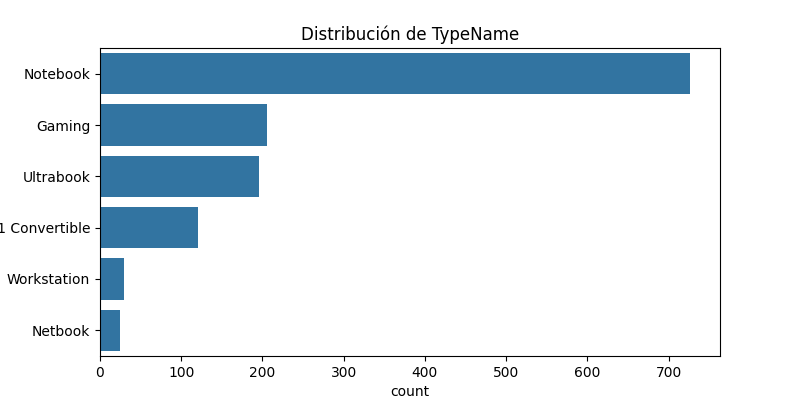 Distribución de TypeName
Notebook
Gaming
Ultrabook
1 Convertible
Workstation
Netbook
0 100 200 300 400 500 600 700
count